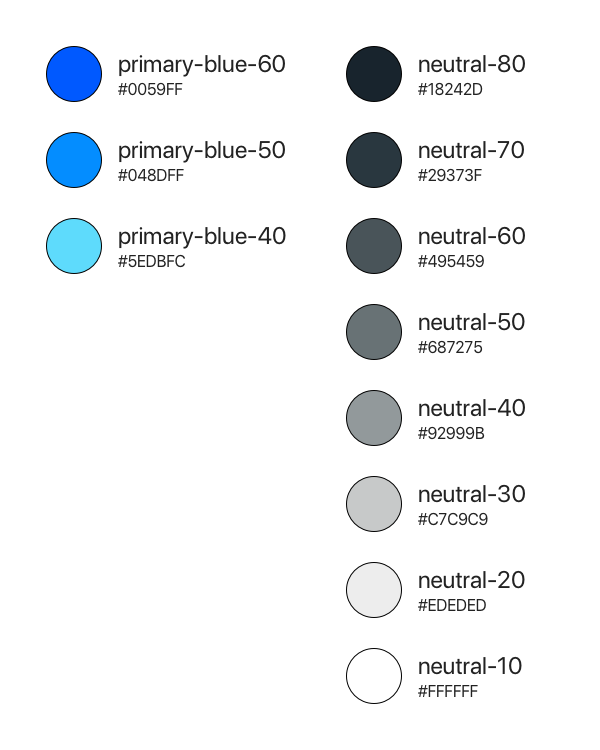 primary-blue-60
#0059FF
primary-blue-50
#048DFF
primary-blue-40
#5EDBFC
neutral-80
#18242D
neutral-70
#29373F
neutral-60
#495459
neutral-50
#687275
neutral-40
#92999B
neutral-30
#C7C9C9
neutral-20
#EDEDED
neutral-10
#FFFFFF